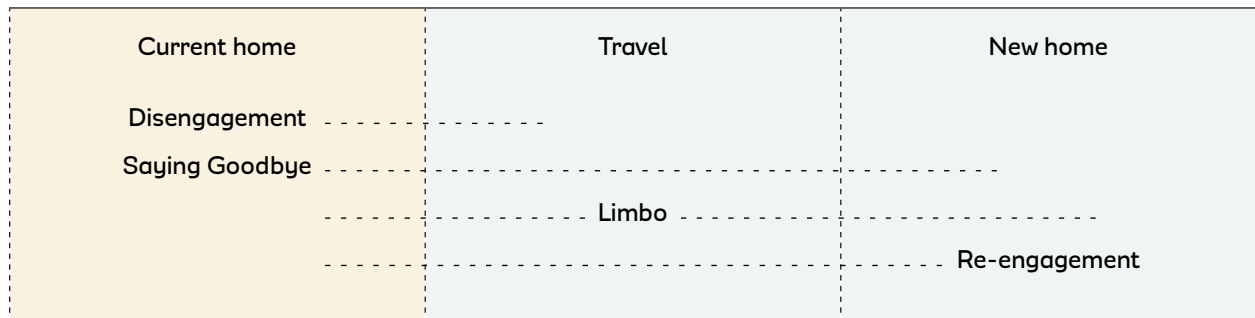 Current home Travel New home
Disengagement
Saying Goodbye
Limbo
Re-engagement